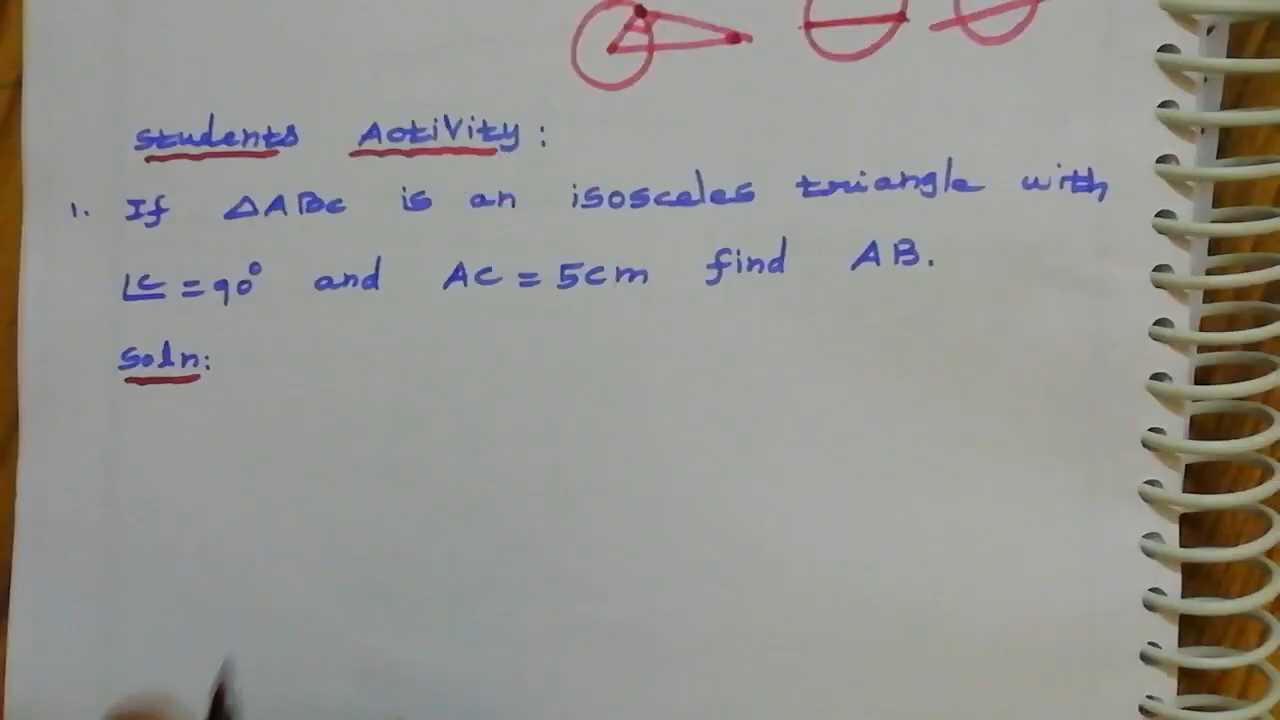 Students Activity:
1. If ΔABC is an isosceles triangle with
∠C = 90° and AC = 5cm find AB.
Soln: